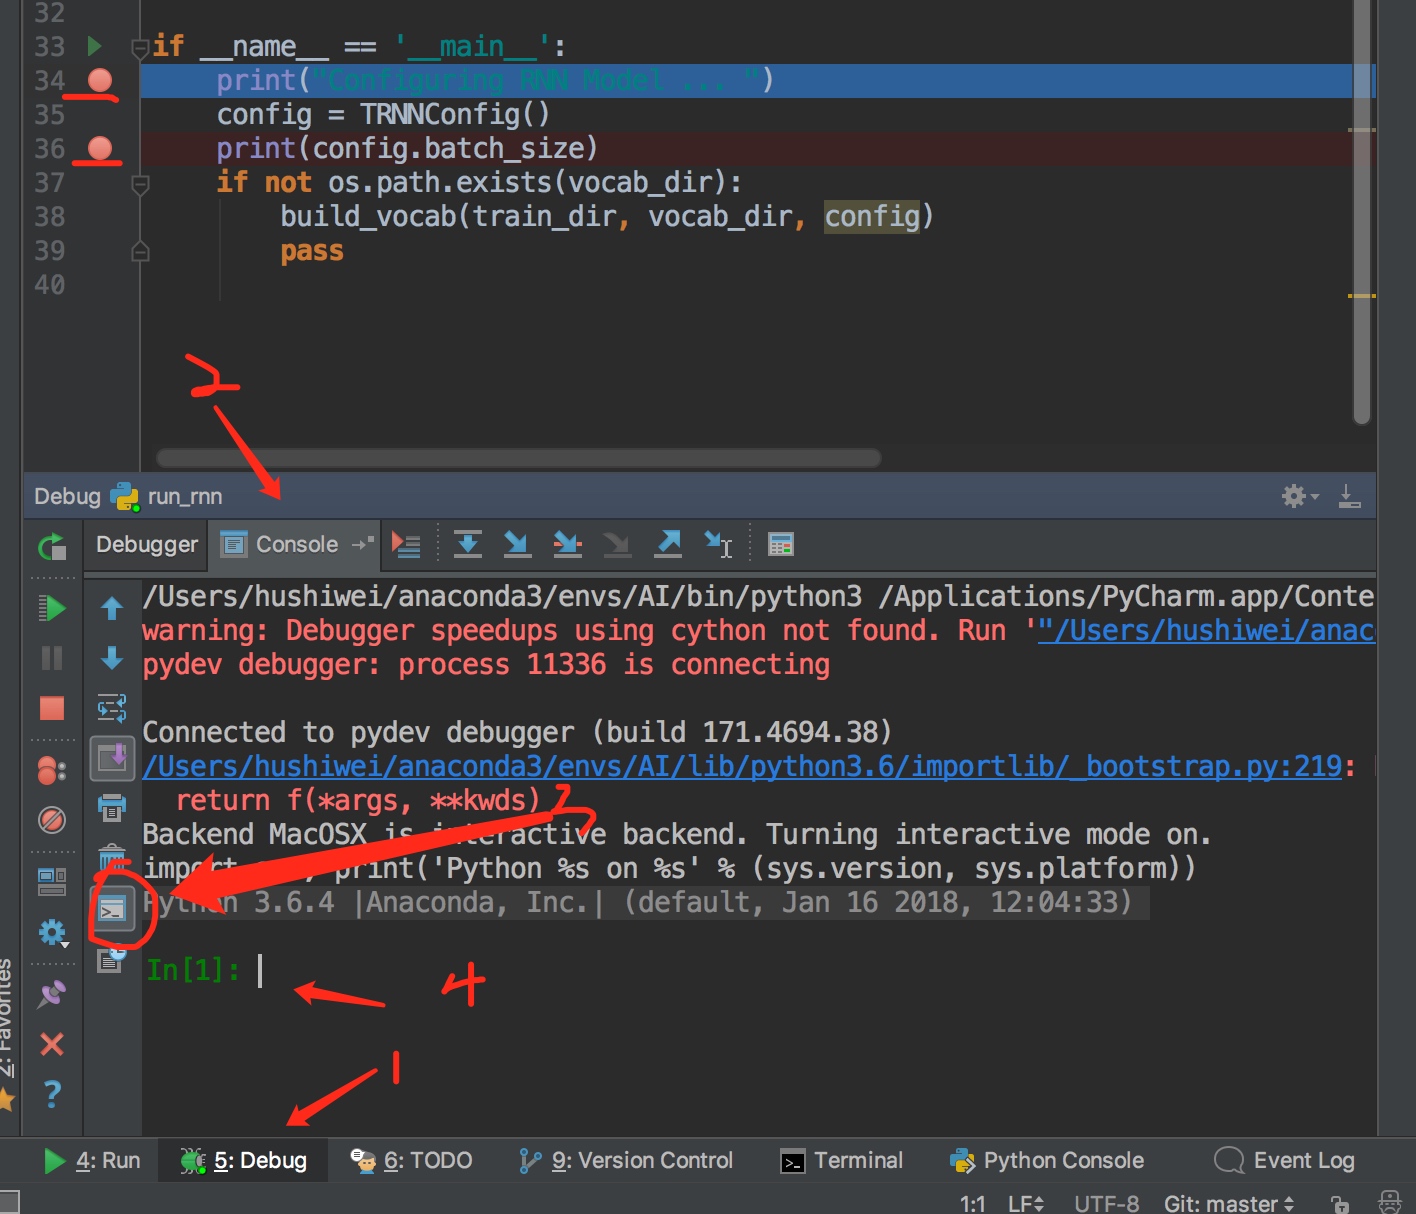 32
33 if __name__ == '__main__':
34 print("Configuring RNN Model ... ")
35 config = TRNNConfig()
36 print(config.batch_size)
37 if not os.path.exists(vocab_dir):
38 build_vocab(train_dir, vocab_dir, config)
39 pass
40
2
Debug run_rnn
Debugger Console
/Users/hushiwei/anaconda3/envs/AI/bin/python3 /Applications/PyCharm.app/Conte
warning: Debugger speedups using cython not found. Run '"/Users/hushiwei/anac
pydev debugger: process 11336 is connecting
Connected to pydev debugger (build 171.4694.38)
/Users/hushiwei/anaconda3/envs/AI/lib/python3.6/importlib/_bootstrap.py:219:
return f(*args, **kwds)
3
Backend MacOSX is interactive backend. Turning interactive mode on.
import print('Python %s on %s' % (sys.version, sys.platform))
Python 3.6.4 |Anaconda, Inc.| (default, Jan 16 2018, 12:04:33)
In[1]:
4
1
2: Favorites
4: Run 5: Debug 6: TODO 9: Version Control Terminal Python Console Event Log
1:1 LF UTF-8 Git: master